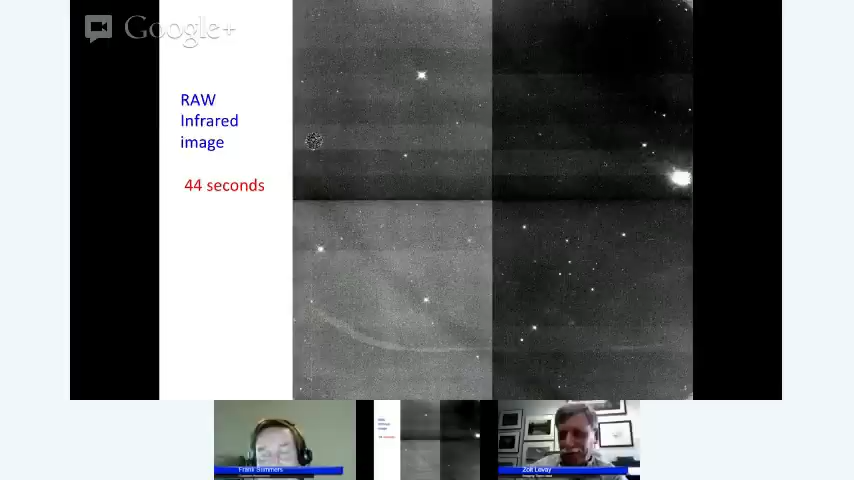 Google+
RAW
Infrared
image
44 seconds
Frank Summers
Zolt Levay